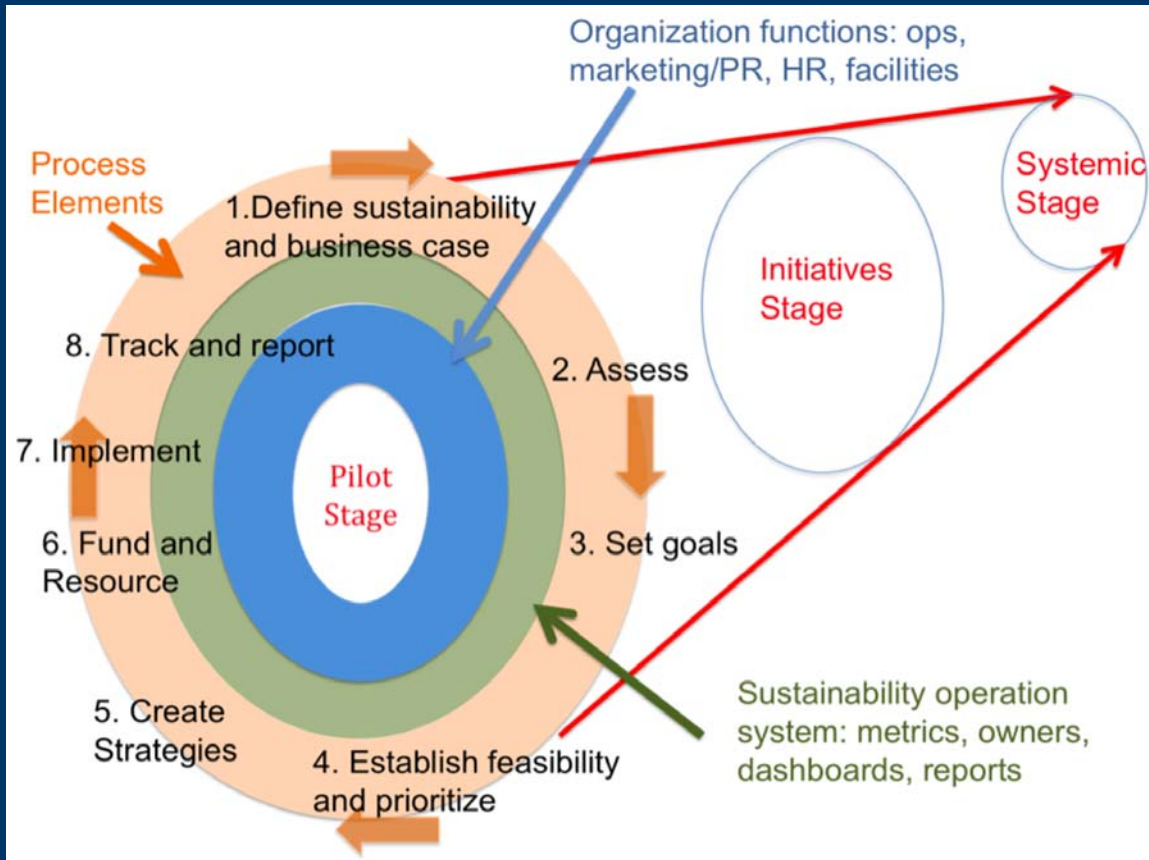 Organization functions: ops,
marketing/PR, HR, facilities
Process
Elements
1.Define sustainability
and business case
Systemic
Stage
Initiatives
Stage
8. Track and report
2. Assess
7. Implement
Pilot
Stage
6. Fund and
Resource
3. Set goals
5. Create
Strategies
4. Establish feasibility
and prioritize
Sustainability operation
system: metrics, owners,
dashboards, reports